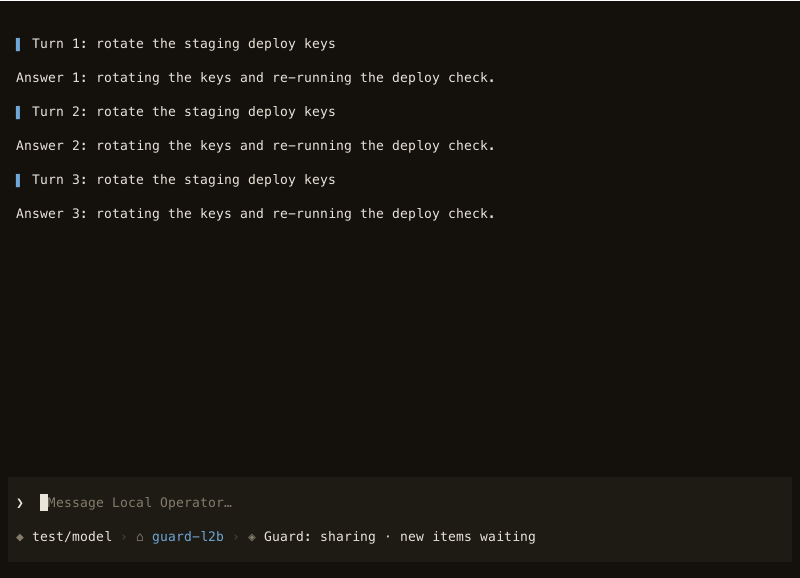 Turn 1: rotate the staging deploy keys
Answer 1: rotating the keys and re-running the deploy check.
Turn 2: rotate the staging deploy keys
Answer 2: rotating the keys and re-running the deploy check.
Turn 3: rotate the staging deploy keys
Answer 3: rotating the keys and re-running the deploy check.
❯ Message Local Operator…
◆ test/model › ⌂ guard-l2b › ◈ Guard: sharing · new items waiting